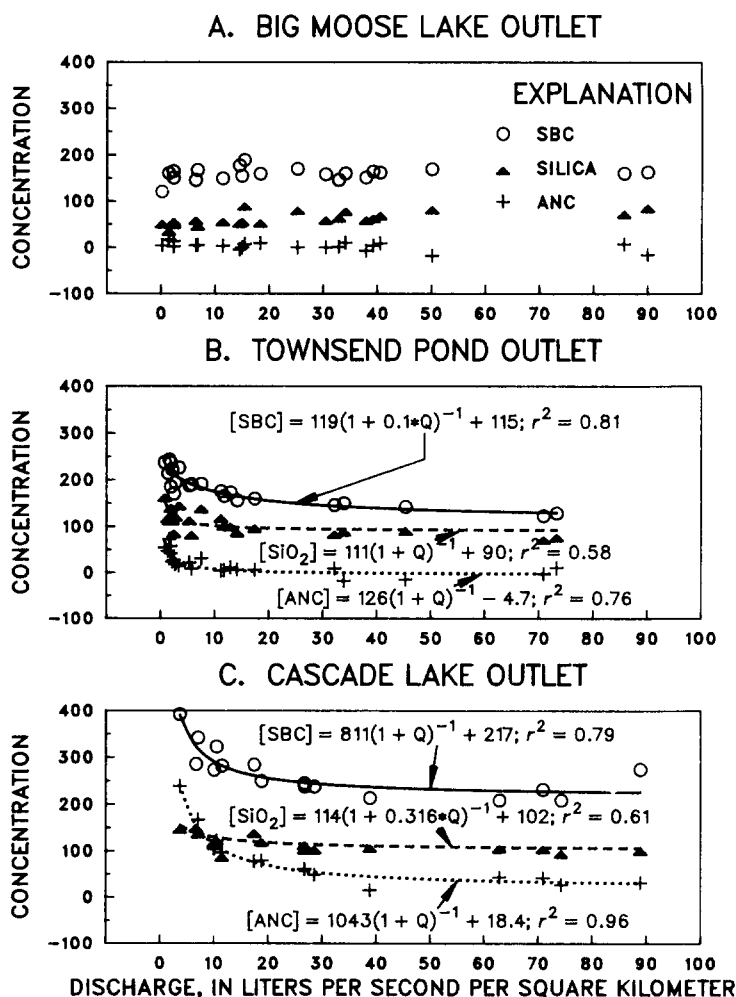 A. BIG MOOSE LAKE OUTLET
400
300
200
100
0
-100
CONCENTRATION
EXPLANATION
SBC
SILICA
ANC
0 10 20 30 40 50 60 70 80 90 100
B. TOWNSEND POND OUTLET
400
300
200
100
0
-100
CONCENTRATION
[SBC] = 119(1 + 0.1*Q)⁻¹ + 115; r² = 0.81
[SiO₂] = 111(1 + Q)⁻¹ + 90; r² = 0.58
[ANC] = 126(1 + Q)⁻¹ − 4.7; r² = 0.76
0 10 20 30 40 50 60 70 80 90 100
C. CASCADE LAKE OUTLET
400
300
200
100
0
-100
CONCENTRATION
[SBC] = 811(1 + Q)⁻¹ + 217; r² = 0.79
[SiO₂] = 114(1 + 0.316*Q)⁻¹ + 102; r² = 0.61
[ANC] = 1043(1 + Q)⁻¹ + 18.4; r² = 0.96
0 10 20 30 40 50 60 70 80 90 100
DISCHARGE, IN LITERS PER SECOND PER SQUARE KILOMETER